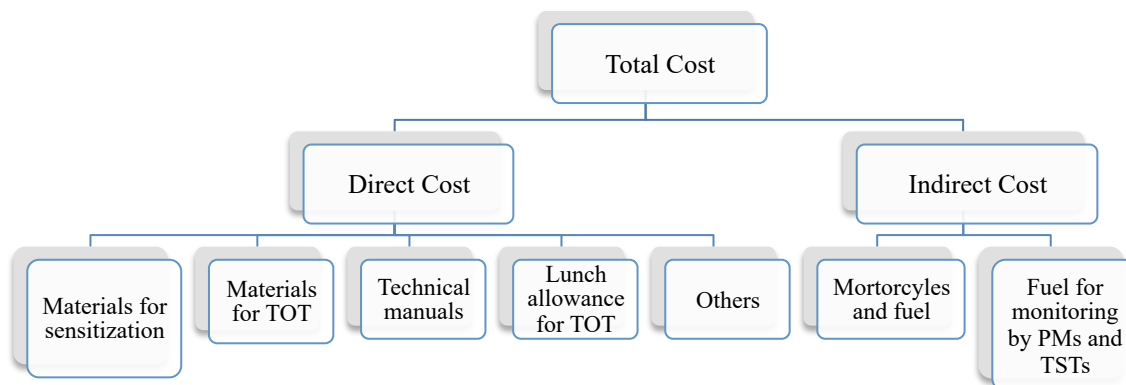 Total Cost
Direct Cost
Indirect Cost
Materials for
sensitization
Materials
for TOT
Technical
manuals
Lunch
allowance
for TOT
Others
Mortorcyles
and fuel
Fuel for
monitoring
by PMs and
TSTs